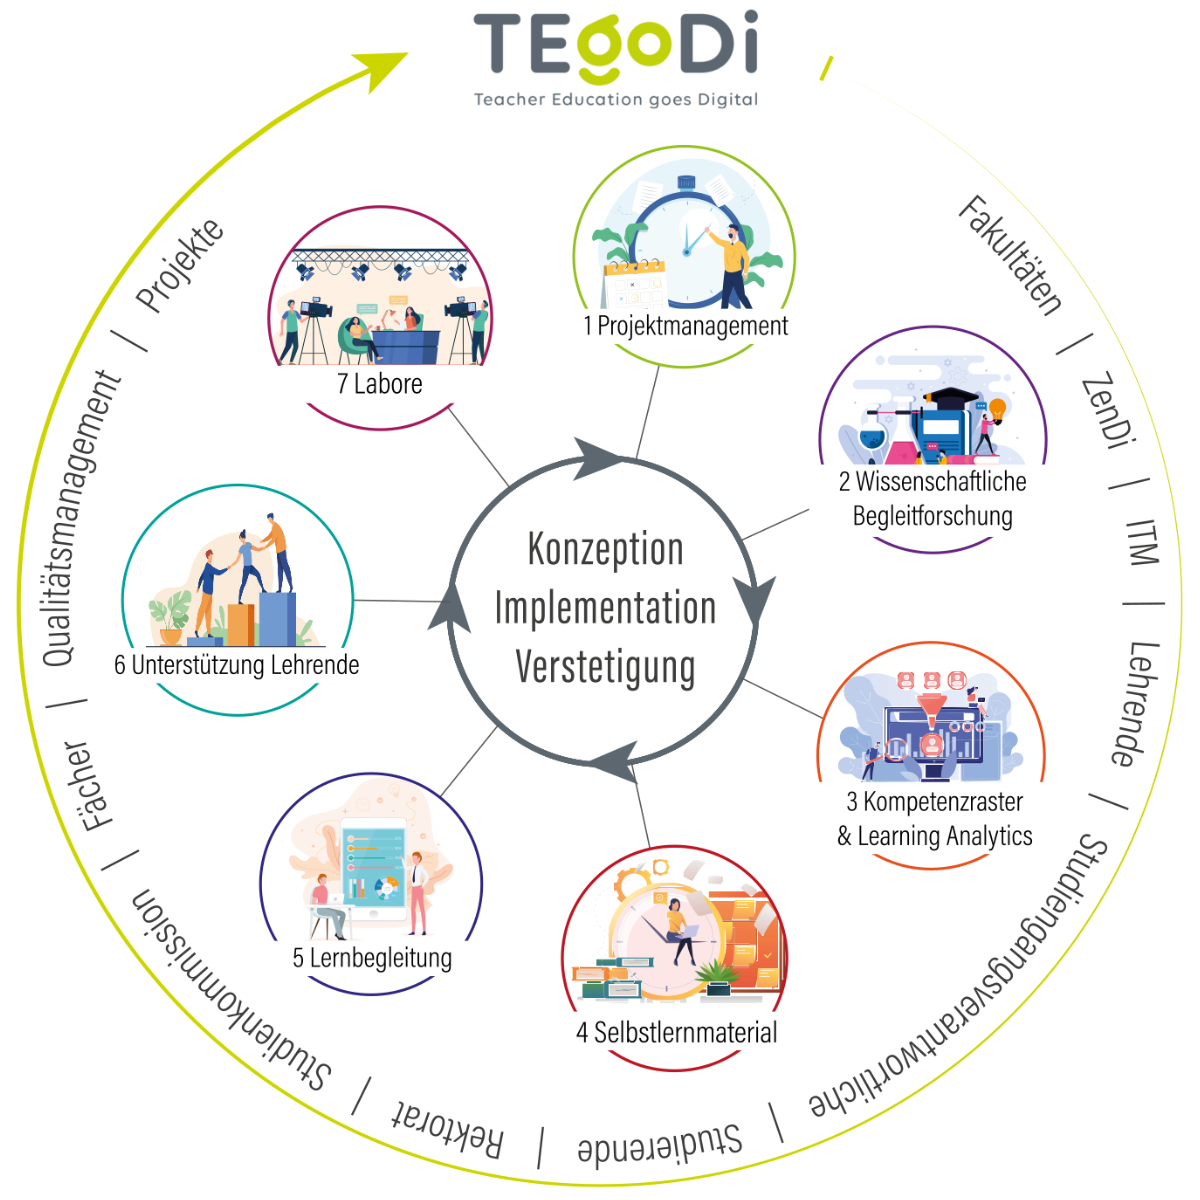 TEgoDi
Teacher Education goes Digital
1 Projektmanagement
2 Wissenschaftliche
Begleitforschung
3 Kompetenzraster
& Learning Analytics
4 Selbstlernmaterial
5 Lernbegleitung
6 Unterstützung Lehrende
7 Labore
Konzeption
Implementation
Verstetigung
Fakultäten | ZenDi | ITM | Lehrende | Studiengangsverantwortliche | Studierende | Rektorat | Studienkommission | Fächer | Qualitätsmanagement | Projekte